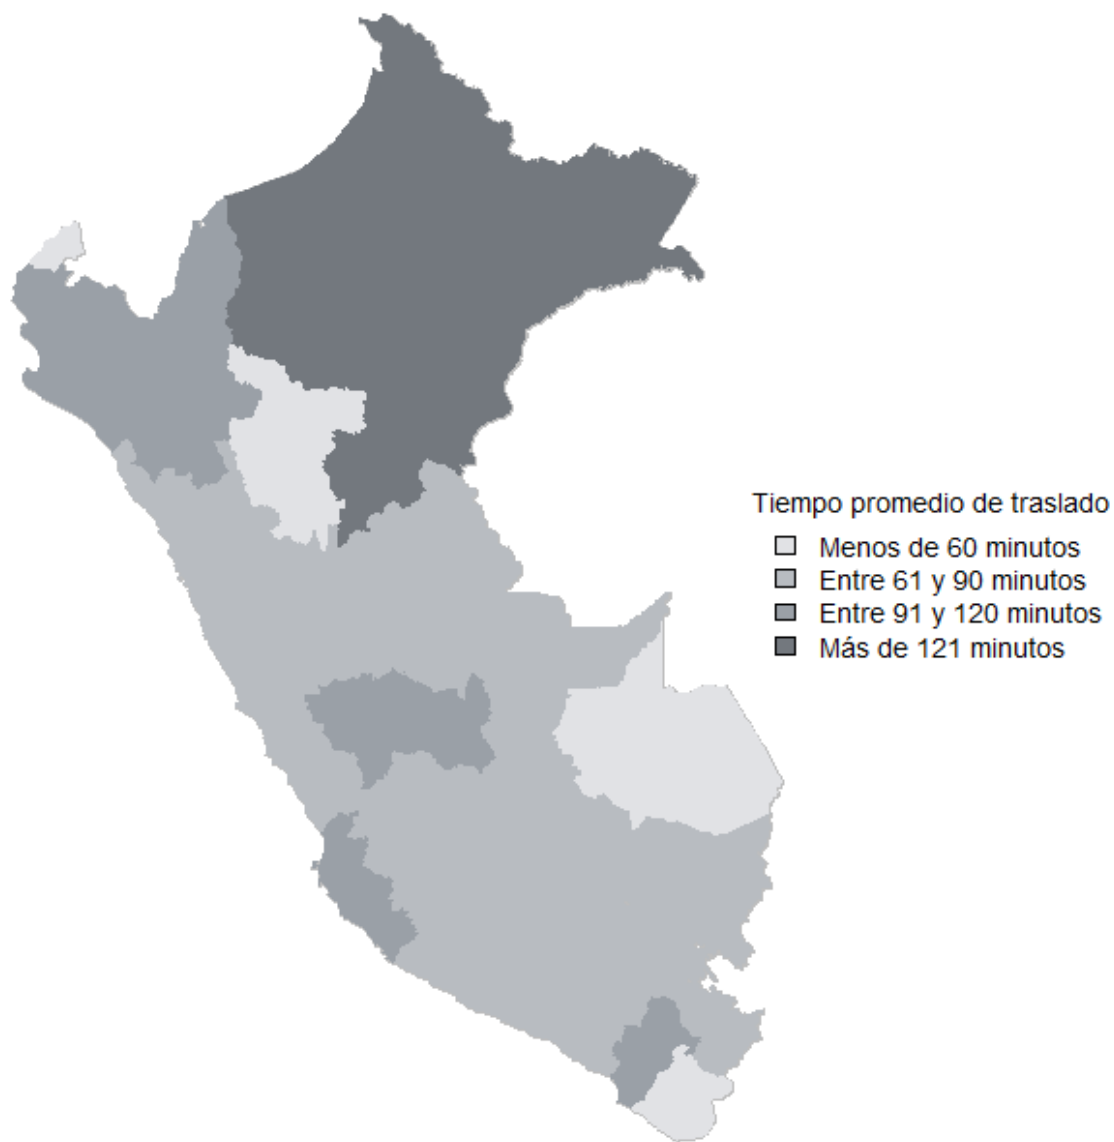 Tiempo promedio de traslado
Menos de 60 minutos
Entre 61 y 90 minutos
Entre 91 y 120 minutos
Más de 121 minutos